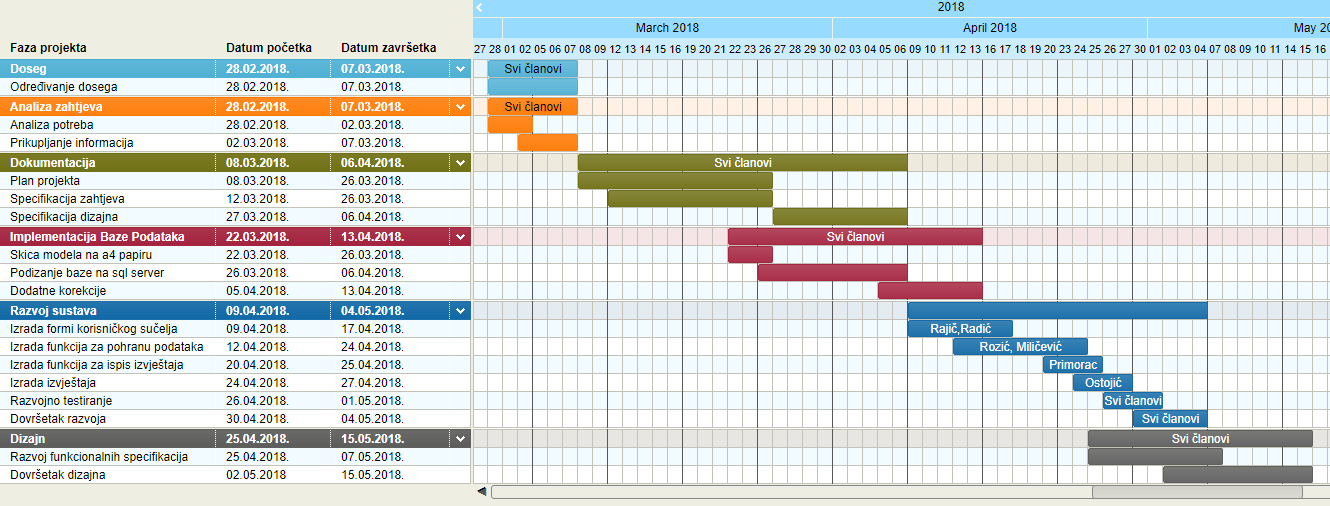 2018
March 2018 April 2018 May 20
Faza projekta Datum početka Datum završetka 27 28 01 02 05 06 07 08 09 12 13 14 15 16 19 20 21 22 23 26 27 28 29 30 02 03 04 05 06 09 10 11 12 13 16 17 18 19 20 23 24 25 26 27 30 01 02 03 04 07 08 09 10 11 14 15 16
Doseg 28.02.2018. 07.03.2018. Svi članovi
Određivanje dosega 28.02.2018. 07.03.2018.
Analiza zahtjeva 28.02.2018. 07.03.2018. Svi članovi
Analiza potreba 28.02.2018. 02.03.2018.
Prikupljanje informacija 02.03.2018. 07.03.2018.
Dokumentacija 08.03.2018. 06.04.2018. Svi članovi
Plan projekta 08.03.2018. 26.03.2018.
Specifikacija zahtjeva 12.03.2018. 26.03.2018.
Specifikacija dizajna 27.03.2018. 06.04.2018.
Implementacija Baze Podataka 22.03.2018. 13.04.2018. Svi članovi
Skica modela na a4 papiru 22.03.2018. 26.03.2018.
Podizanje baze na sql server 26.03.2018. 06.04.2018.
Dodatne korekcije 05.04.2018. 13.04.2018.
Razvoj sustava 09.04.2018. 04.05.2018.
Izrada formi korisničkog sučelja 09.04.2018. 17.04.2018. Rajič,Radić
Izrada funkcija za pohranu podataka 12.04.2018. 24.04.2018. Rozić, Miličević
Izrada funkcija za ispis izvještaja 20.04.2018. 25.04.2018. Primorac
Izrada izvještaja 24.04.2018. 27.04.2018. Ostojić
Razvojno testiranje 26.04.2018. 01.05.2018. Svi članovi
Dovršetak razvoja 30.04.2018. 04.05.2018. Svi članovi
Dizajn 25.04.2018. 15.05.2018. Svi članovi
Razvoj funkcionalnih specifikacija 25.04.2018. 07.05.2018.
Dovršetak dizajna 02.05.2018 15.05.2018.